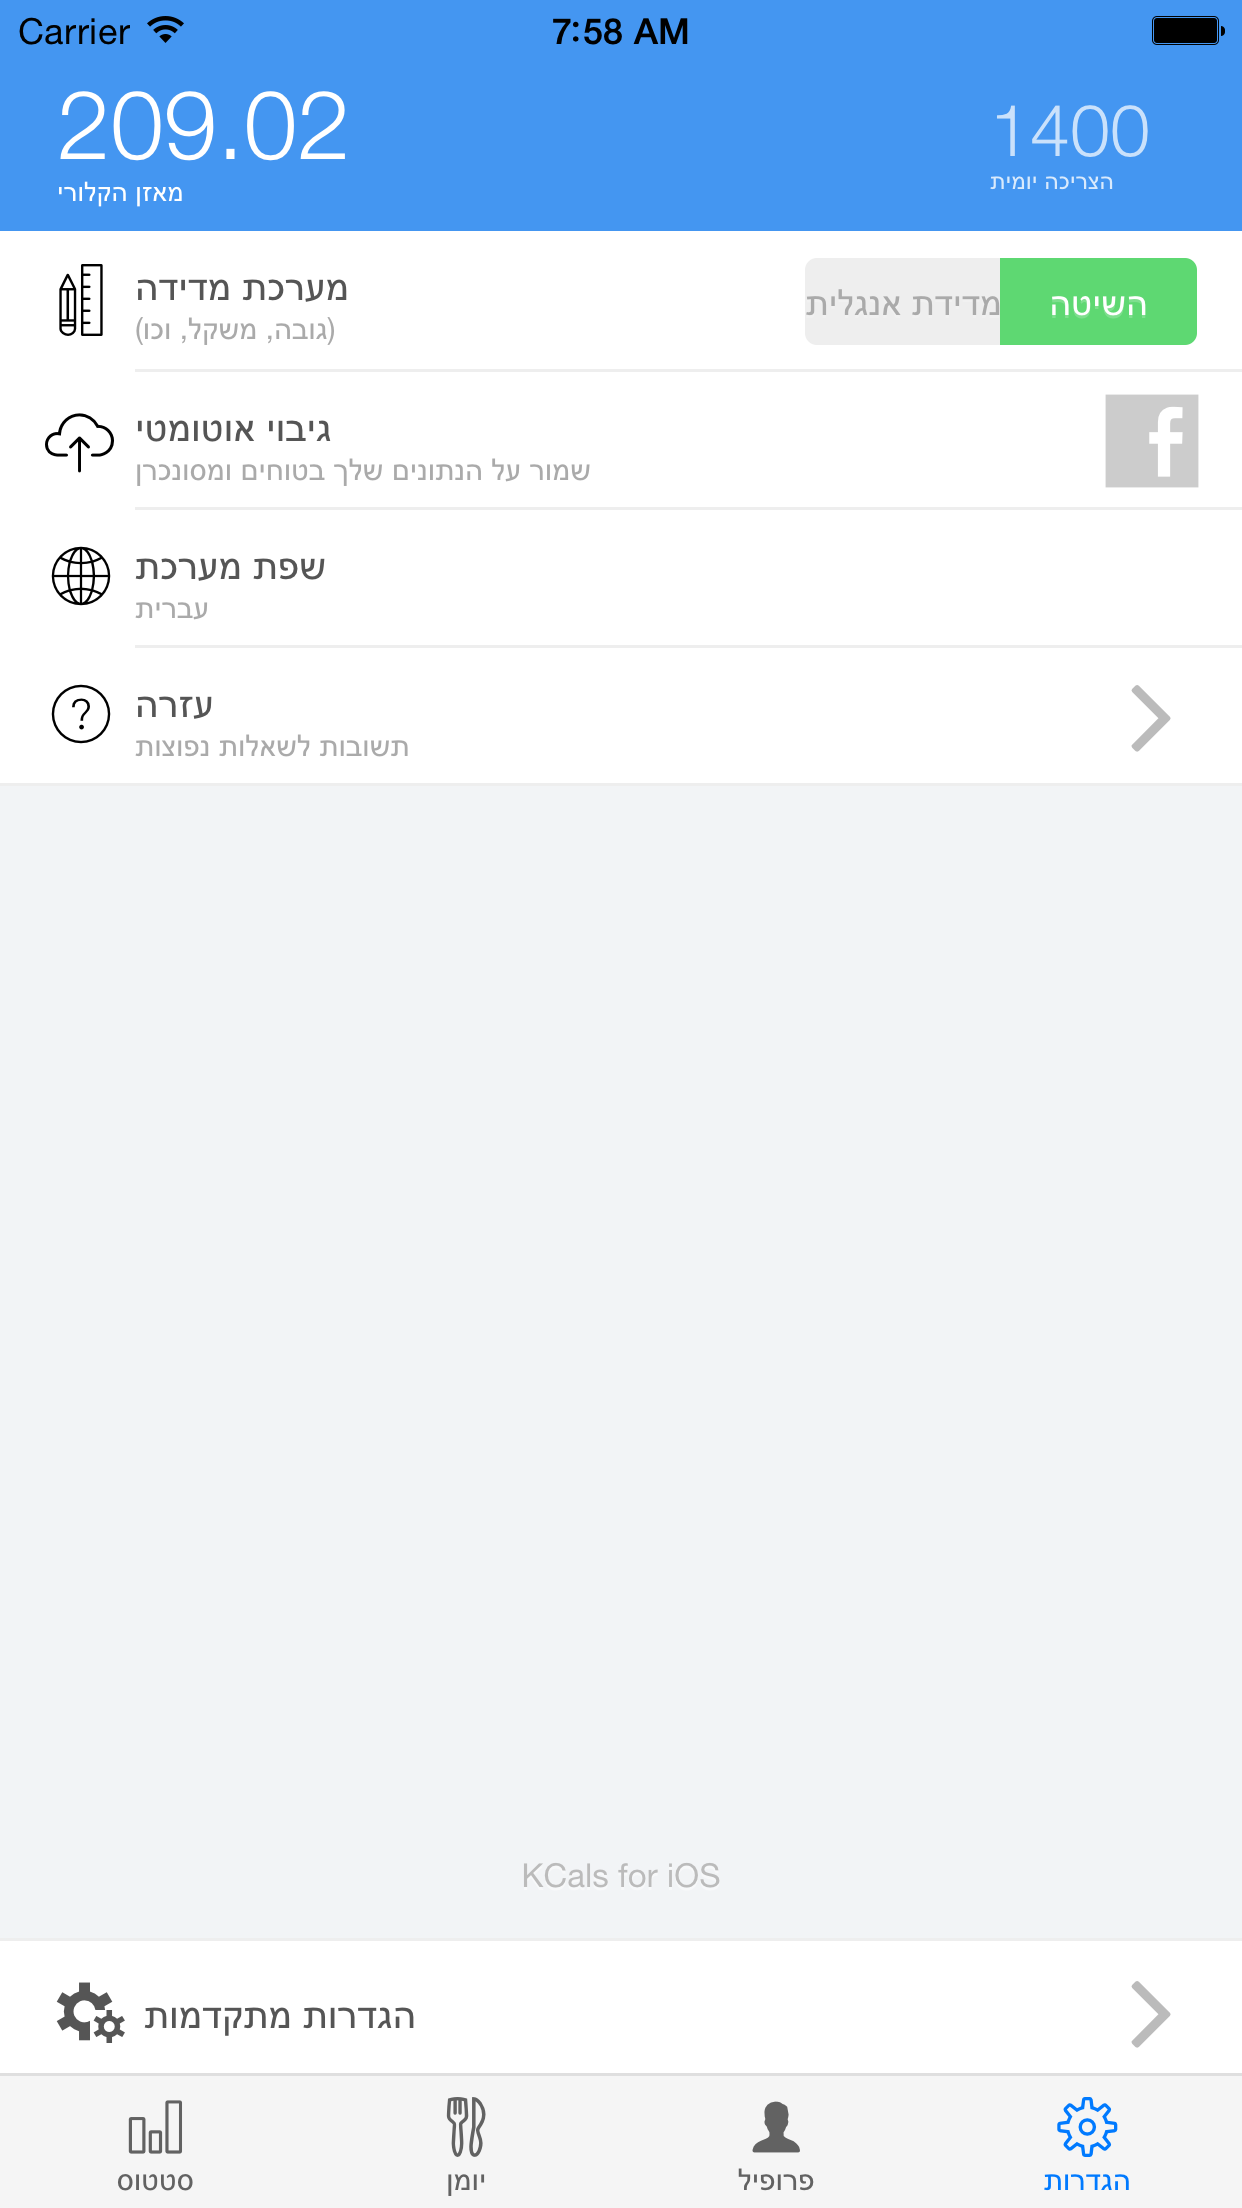 Carrier 7:58 AM
209.02
1400
מאזן הקלורי
הצריכה יומית
מערכת מדידה
(גובה, משקל, וכו)
מדידת אנגלית
השיטה
גיבוי אוטומטי
שמור על הנתונים שלך בטוחים ומסונכרן
שפת מערכת
עברית
עזרה
תשובות לשאלות נפוצות
KCals for iOS
הגדרות מתקדמות
סטטוס
יומן
פרופיל
הגדרות